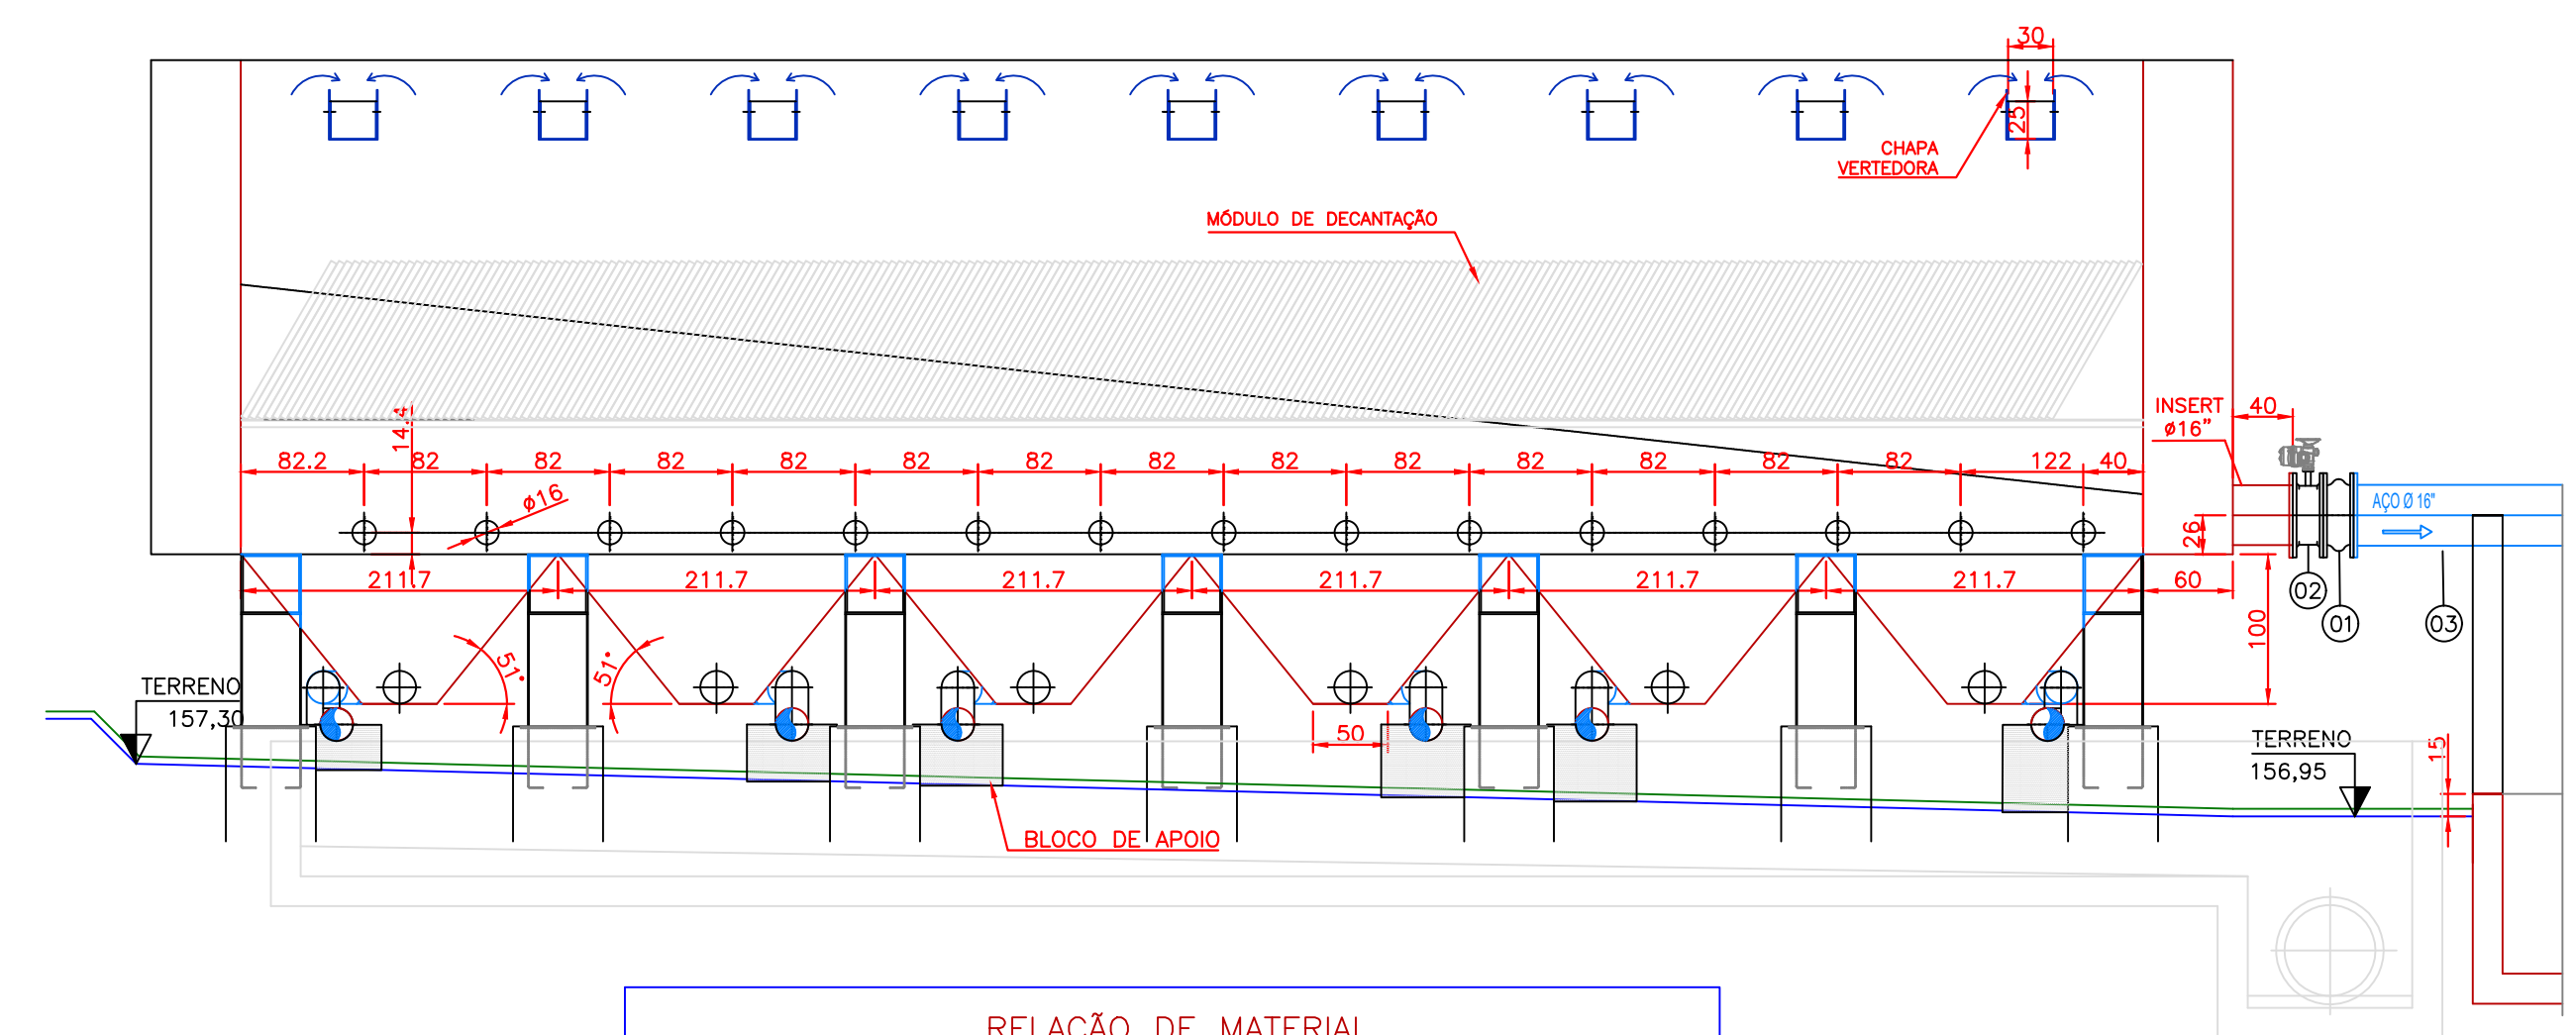 30
25
CHAPA
VERTEDORA
MÓDULO DE DECANTAÇÃO
INSERT
ø16"
40
14.4
82.2 82 82 82 82 82 82 82 82 82 82 82 82 82 122 40
ø16
AÇO Ø 16"
26
211.7 211.7 211.7 211.7 211.7 211.7 60
02
01
03
100
51°
51°
TERRENO
157,30
50
TERRENO
156,95
15
BLOCO DE APOIO
RELAÇÃO DE MATERIAL